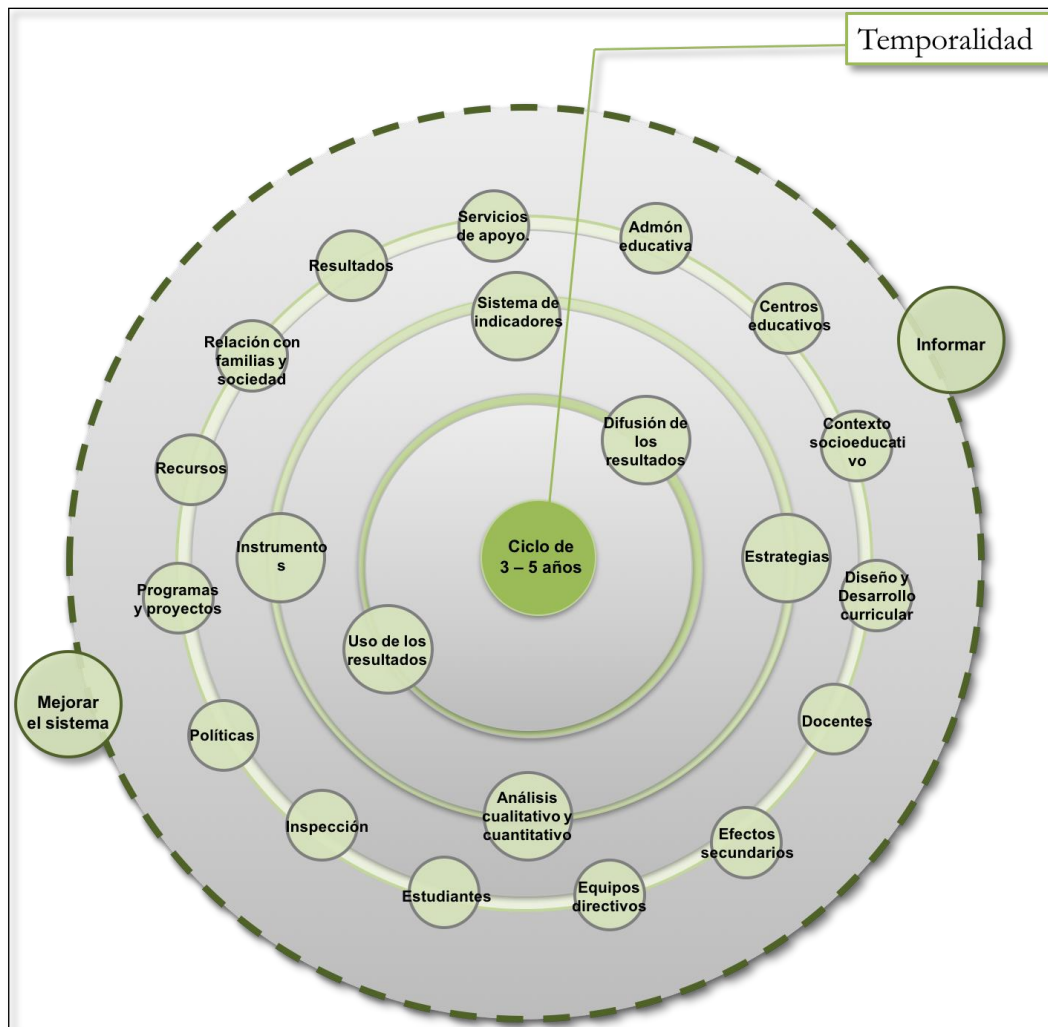 Temporalidad
Servicios
de apoyo.
Admón
educativa
Resultados
Sistema de
indicadores
Centros
educativos
Informar
Relación con
familias y
sociedad
Difusión de
los
resultados
Contexto
socioeducati
vo
Recursos
Instrumento
s
Ciclo de
3 – 5 años
Estrategias
Programas
y proyectos
Diseño y
Desarrollo
curricular
Uso de los
resultados
Mejorar
el sistema
Políticas
Docentes
Inspección
Análisis
cualitativo y
cuantitativo
Efectos
secundarios
Estudiantes
Equipos
directivos